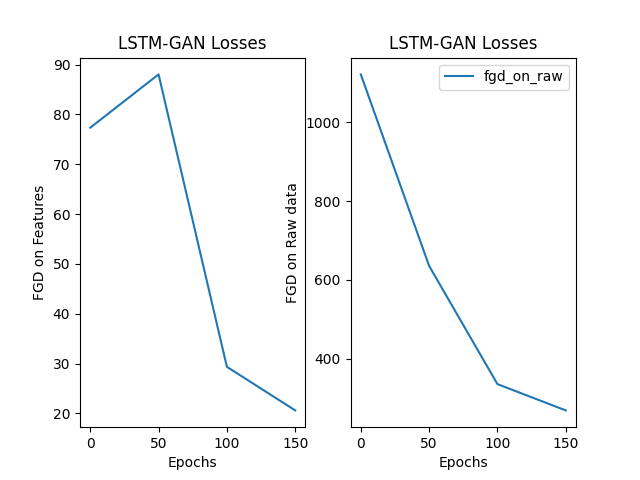 LSTM-GAN Losses
FGD on Features
90
80
70
60
50
40
30
20
0 50 100 150
Epochs
LSTM-GAN Losses
fgd_on_raw
FGD on Raw data
1000
800
600
400
0 50 100 150
Epochs